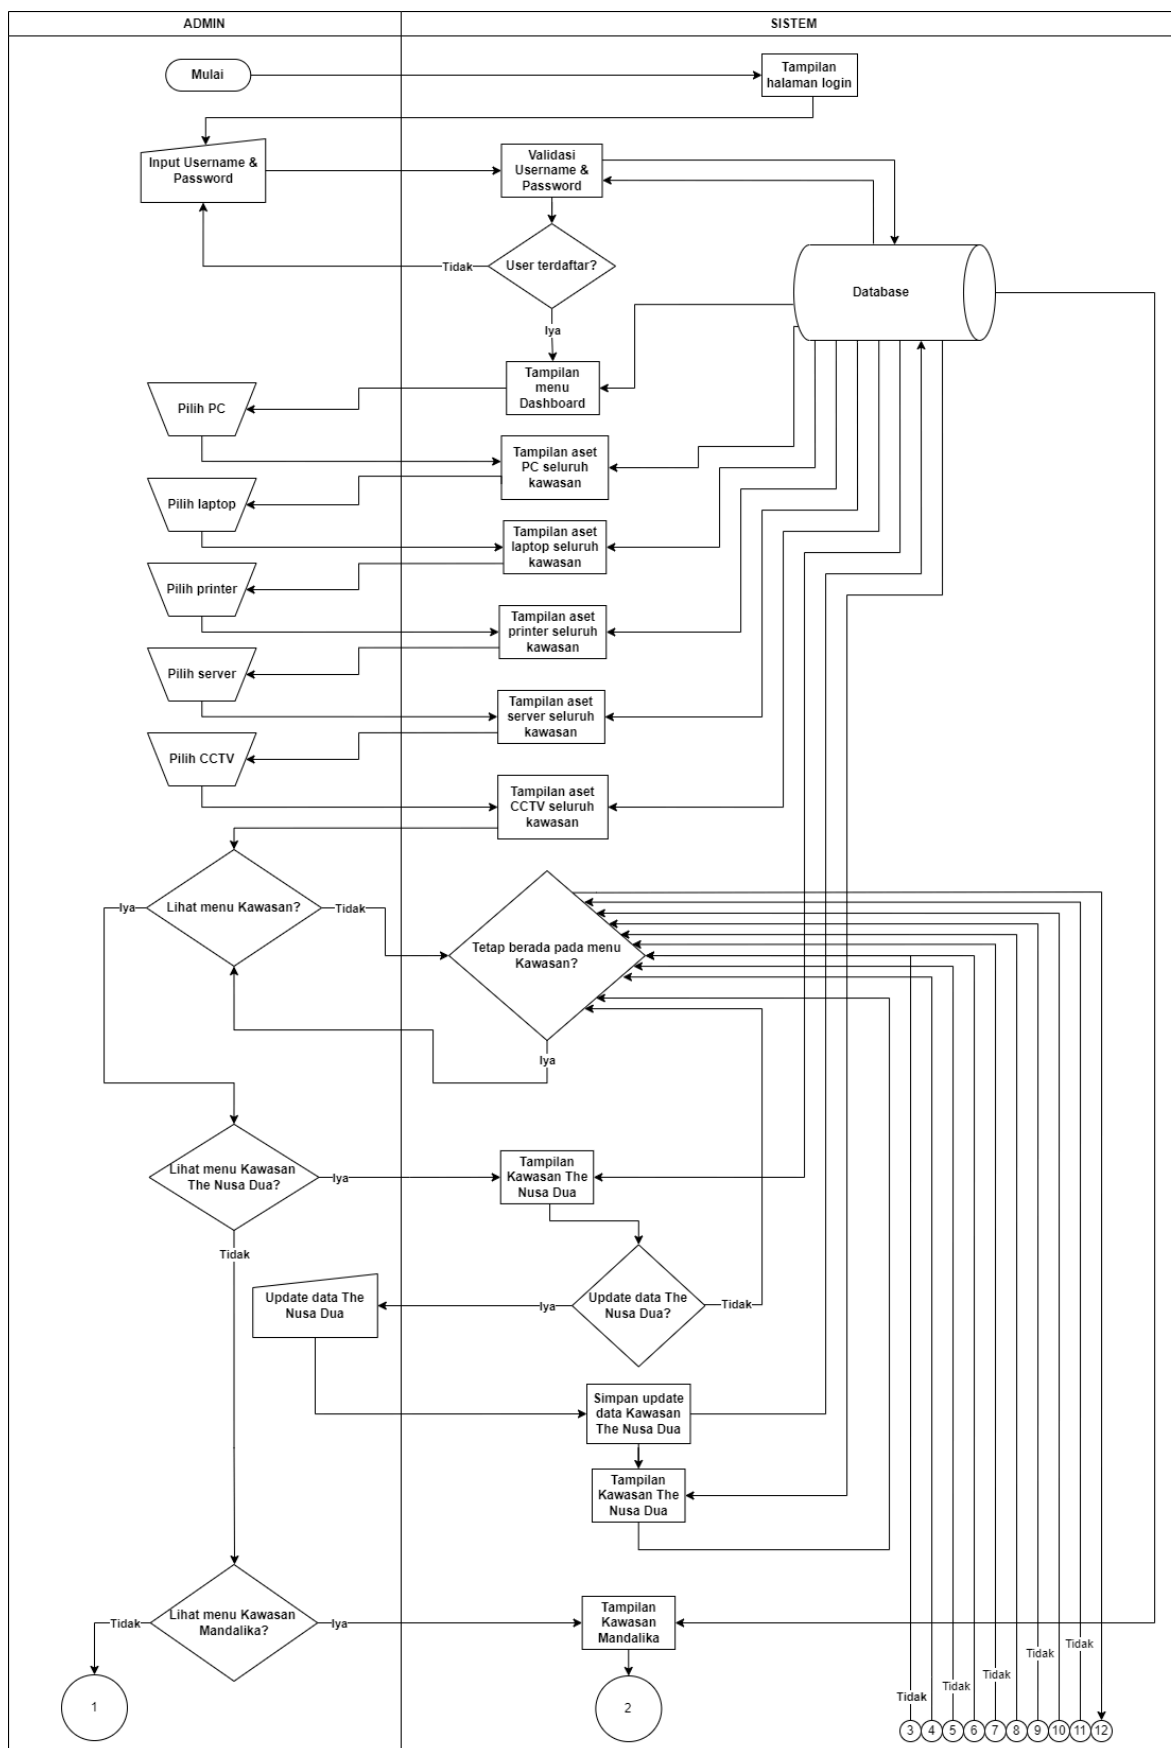 ADMIN
SISTEM
Mulai
Tampilan
halaman login
Input Username &
Password
Validasi
Username &
Password
Tidak
User terdaftar?
Database
Iya
Tampilan
menu
Dashboard
Pilih PC
Tampilan aset
PC seluruh
kawasan
Pilih laptop
Tampilan aset
laptop seluruh
kawasan
Pilih printer
Tampilan aset
printer seluruh
kawasan
Pilih server
Tampilan aset
server seluruh
kawasan
Pilih CCTV
Tampilan aset
CCTV seluruh
kawasan
Iya
Lihat menu Kawasan?
Tidak
Tetap berada pada menu
Kawasan?
Iya
Lihat menu Kawasan
The Nusa Dua?
Iya
Tampilan
Kawasan The
Nusa Dua
Tidak
Update data The
Nusa Dua
Iya
Update data The
Nusa Dua?
Tidak
Simpan update
data Kawasan
The Nusa Dua
Tampilan
Kawasan The
Nusa Dua
Tidak
Lihat menu Kawasan
Mandalika?
Iya
Tampilan
Kawasan
Mandalika
Tidak
Tidak
Tidak
Tidak
Tidak
1
2
3
4
5
6
7
8
9
10
11
12